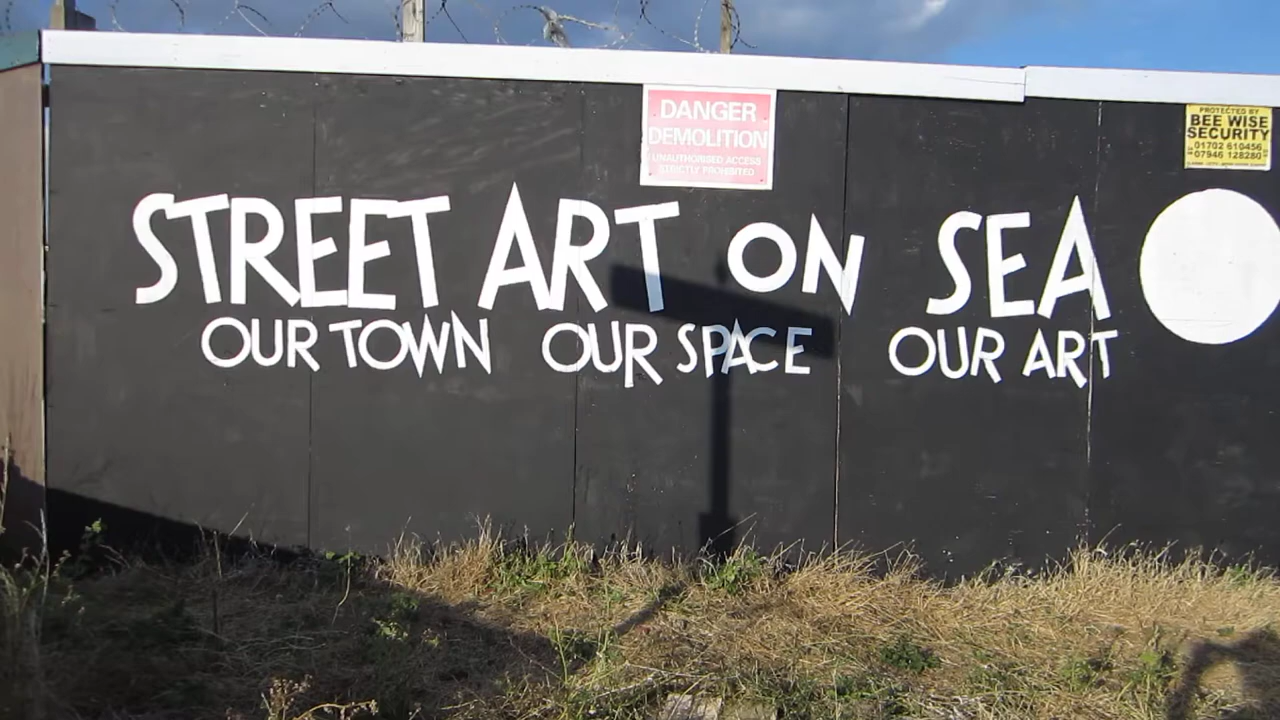 DANGER
DEMOLITION
UNAUTHORISED ACCESS
STRICTLY PROHIBITED
PROTECTED BY
BEE WISE
SECURITY
01702 610456
07946 128280
STREET ART ON SEA
OUR TOWN OUR SPACE OUR ART